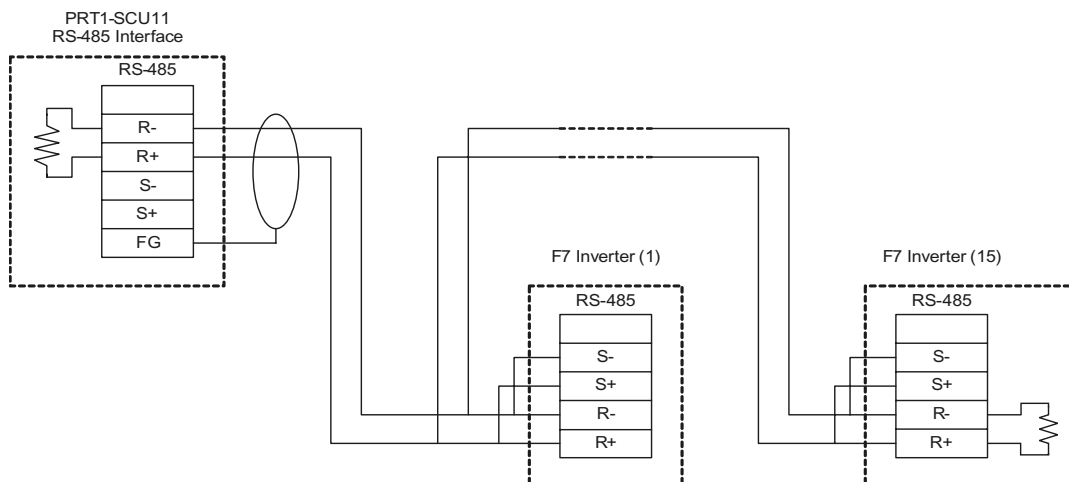 PRT1-SCU11
RS-485 Interface
RS-485
R-
R+
S-
S+
FG
F7 Inverter (1)
RS-485
S-
S+
R-
R+
F7 Inverter (15)
RS-485
S-
S+
R-
R+